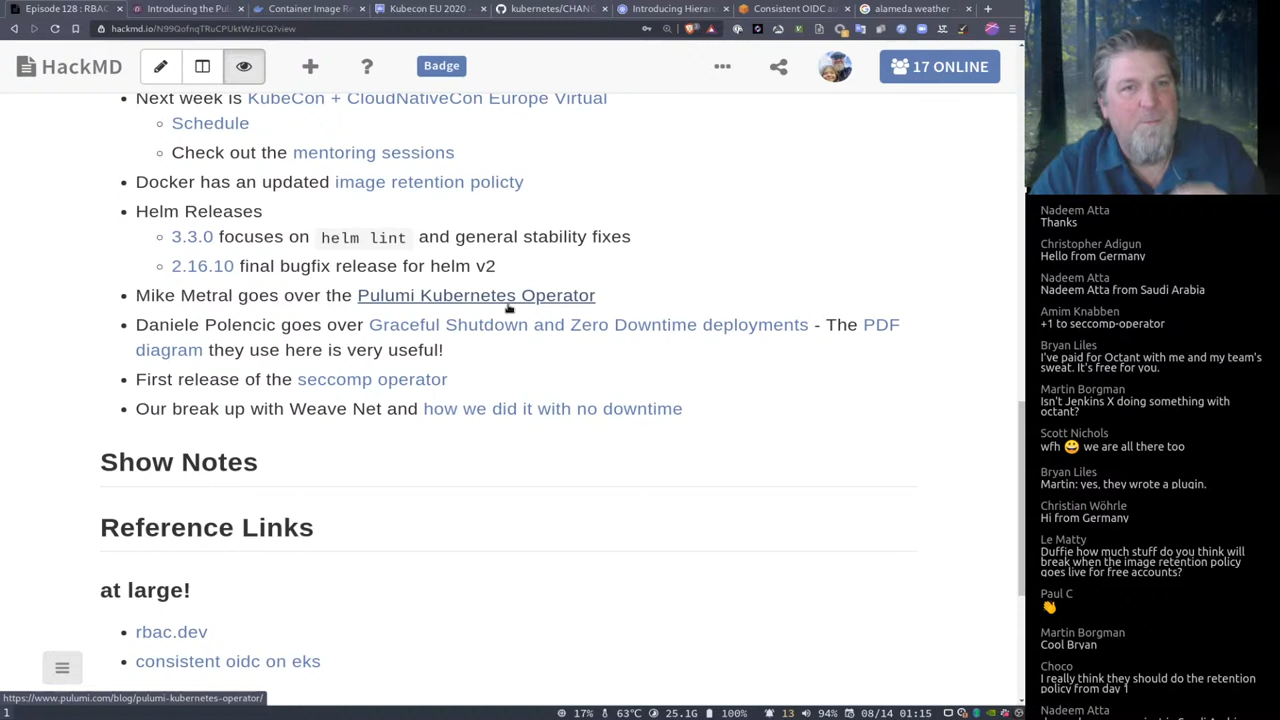 Episode 128 : RBAC
Introducing the Pul
Container Image Re
Kubecon EU 2020 -
kubernetes/CHAN
Introducing Hierarc
Consistent OIDC au
alameda weather -
hackmd.io/N99QofnqTRuCPUktWzJiCQ?view
HackMD
Badge
17 ONLINE
Next week is KubeCon + CloudNativeCon Europe Virtual
Schedule
Check out the mentoring sessions
Docker has an updated image retention policty
Helm Releases
3.3.0 focuses on helm lint and general stability fixes
2.16.10 final bugfix release for helm v2
Mike Metral goes over the Pulumi Kubernetes Operator
Daniele Polencic goes over Graceful Shutdown and Zero Downtime deployments - The PDF
diagram they use here is very useful!
First release of the seccomp operator
Our break up with Weave Net and how we did it with no downtime
Show Notes
Reference Links
at large!
rbac.dev
consistent oidc on eks
https://www.pulumi.com/blog/pulumi-kubernetes-operator/
1
17%
63°C
25.1G
100%
13
94%
08/14 01:15
Nadeem Atta
Thanks
Christopher Adigun
Hello from Germany
Nadeem Atta
Nadeem Atta from Saudi Arabia
Amim Knabben
+1 to seccomp-operator
Bryan Liles
I've paid for Octant with me and my team's
sweat. It's free for you.
Martin Borgman
Isn't Jenkins X doing something with
octant?
Scott Nichols
wfh 😀 we are all there too
Bryan Liles
Martin: yes, they wrote a plugin.
Christian Wöhrle
Hi from Germany
Le Matty
Duffie how much stuff do you think will
break when the image retention policy
goes live for free accounts?
Paul C
👏
Martin Borgman
Cool Bryan
Choco
I really think they should do the retention
policy from day 1
Nadeem Atta